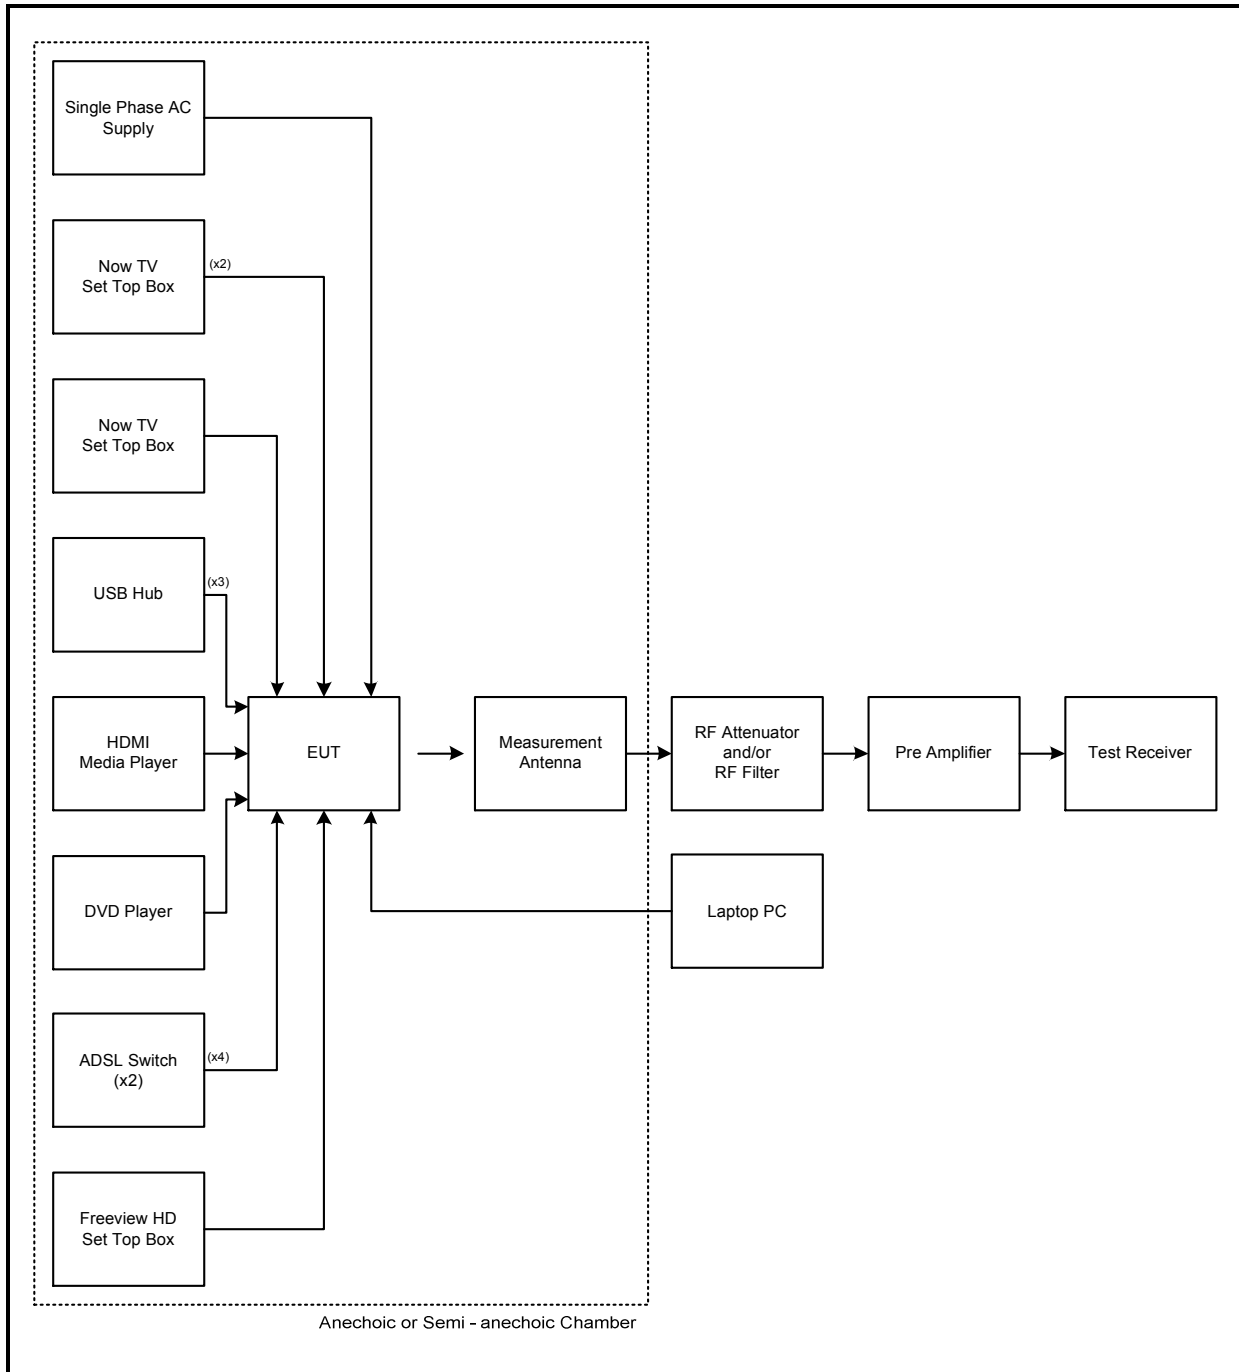 Single Phase AC
Supply
Now TV
Set Top Box
(x2)
Now TV
Set Top Box
USB Hub
(x3)
HDMI
Media Player
EUT
Measurement
Antenna
RF Attenuator
and/or
RF Filter
Pre Amplifier
Test Receiver
DVD Player
Laptop PC
ADSL Switch
(x2)
(x4)
Freeview HD
Set Top Box
Anechoic or Semi - anechoic Chamber